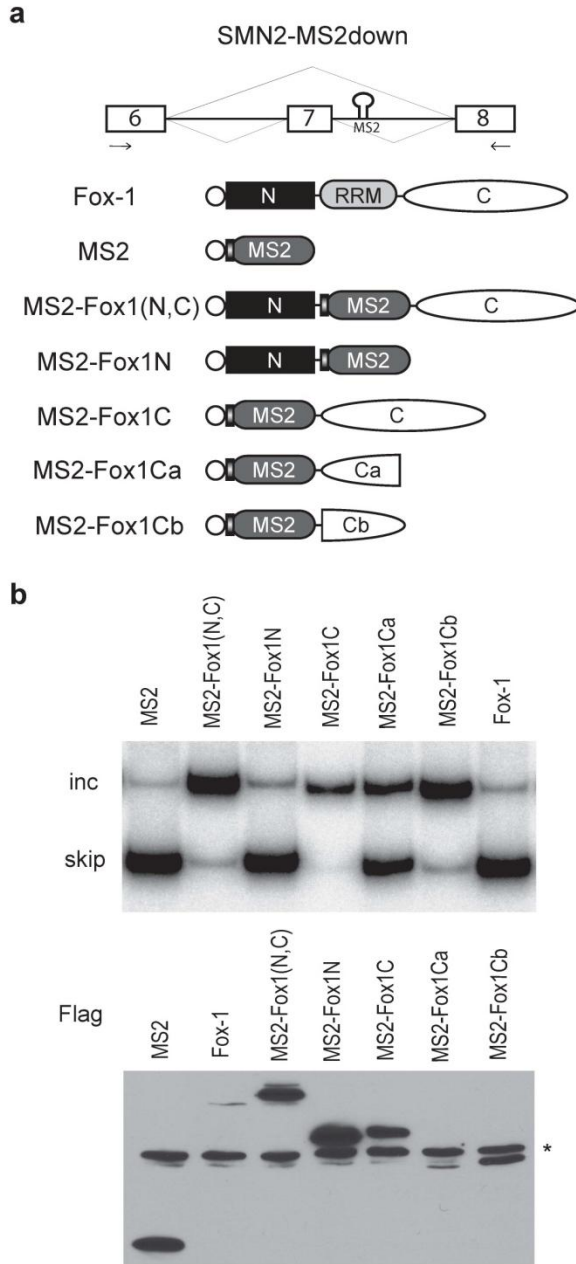 a
SMN2-MS2down
6 7 8
MS2
Fox-1 N RRM C
MS2 MS2
MS2-Fox1(N,C) N MS2 C
MS2-Fox1N N MS2
MS2-Fox1C MS2 C
MS2-Fox1Ca MS2 Ca
MS2-Fox1Cb MS2 Cb
b
MS2 MS2-Fox1(N,C) MS2-Fox1N MS2-Fox1C MS2-Fox1Ca MS2-Fox1Cb Fox-1
inc
skip
Flag
MS2 Fox-1 MS2-Fox1(N,C) MS2-Fox1N MS2-Fox1C MS2-Fox1Ca MS2-Fox1Cb
*